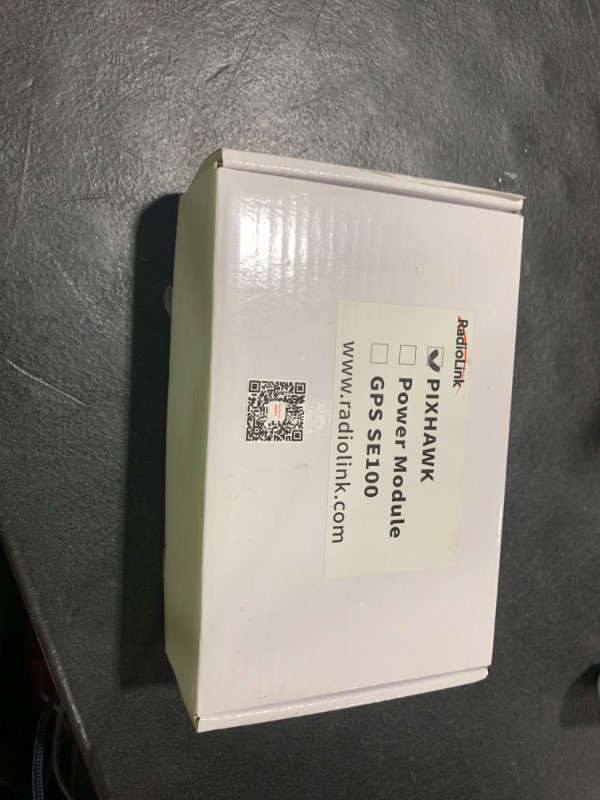 RadioLink
PIXHAWK
Power Module
GPS SE100
www.radiolink.com